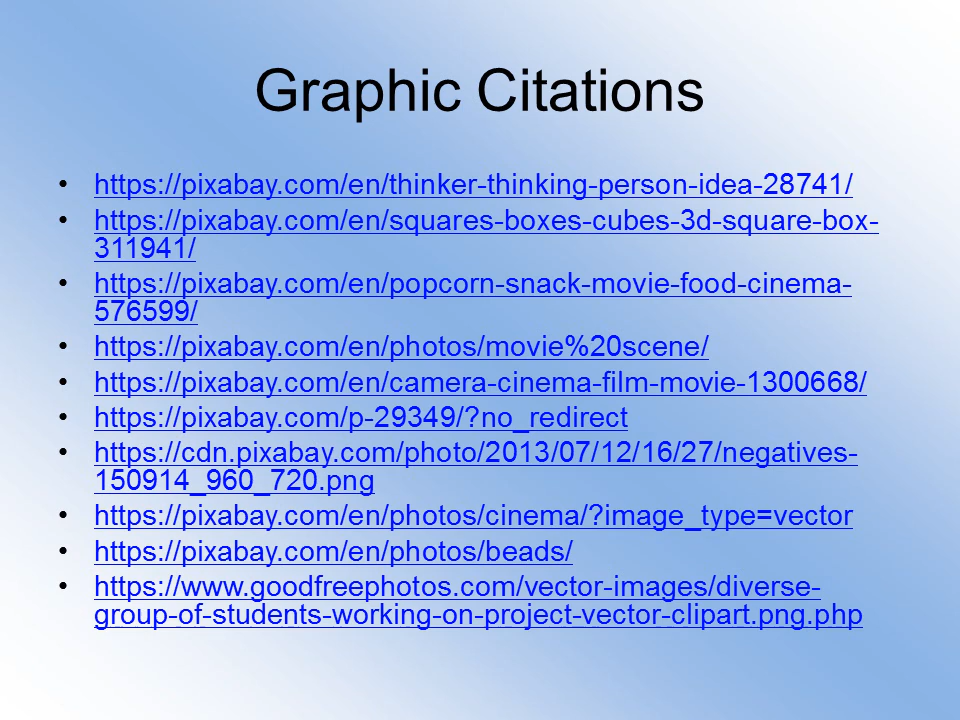 Graphic Citations
• https://pixabay.com/en/thinker-thinking-person-idea-28741/
• https://pixabay.com/en/squares-boxes-cubes-3d-square-box-
311941/
• https://pixabay.com/en/popcorn-snack-movie-food-cinema-
576599/
• https://pixabay.com/en/photos/movie%20scene/
• https://pixabay.com/en/camera-cinema-film-movie-1300668/
• https://pixabay.com/p-29349/?no_redirect
• https://cdn.pixabay.com/photo/2013/07/12/16/27/negatives-
150914_960_720.png
• https://pixabay.com/en/photos/cinema/?image_type=vector
• https://pixabay.com/en/photos/beads/
• https://www.goodfreephotos.com/vector-images/diverse-
group-of-students-working-on-project-vector-clipart.png.php